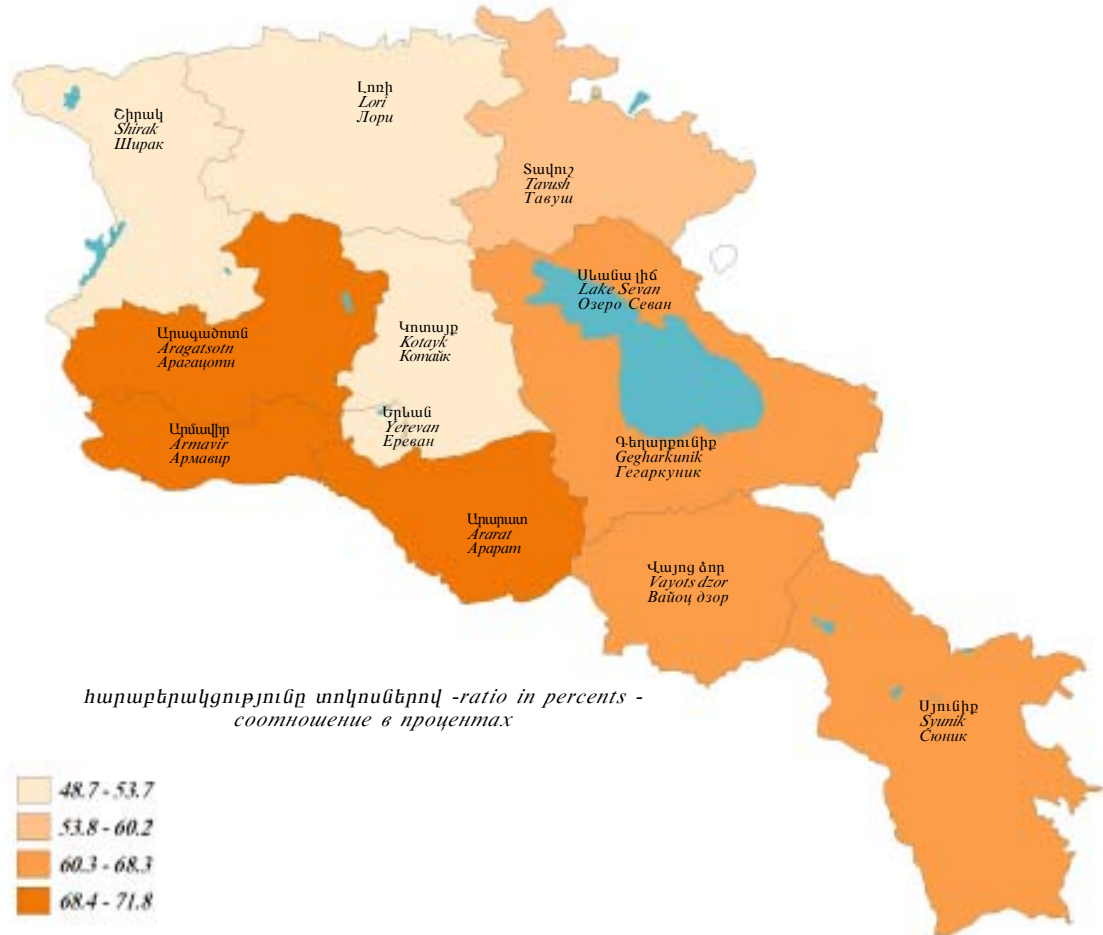 Շիրակ
Shirak
Ширак
Լոռի
Lori
Лори
Տավուշ
Tavush
Тавуш
Սևանա լիճ
Lake Sevan
Озеро Севан
Արագածոտն
Aragatsotn
Арагацотн
Կոտայք
Kotayk
Котайк
Երևան
Yerevan
Ереван
Արմավիր
Armavir
Армавир
Գեղարքունիք
Gegharkunik
Гегаркуник
Արարատ
Ararat
Арарат
Վայոց ձոր
Vayots dzor
Вайоц дзор
Սյունիք
Syunik
Сюник
հարաբերակցությունը տոկոսներով -ratio in percents -
соотношение в процентах
48.7 - 53.7
53.8 - 60.2
60.3 - 68.3
68.4 - 71.8